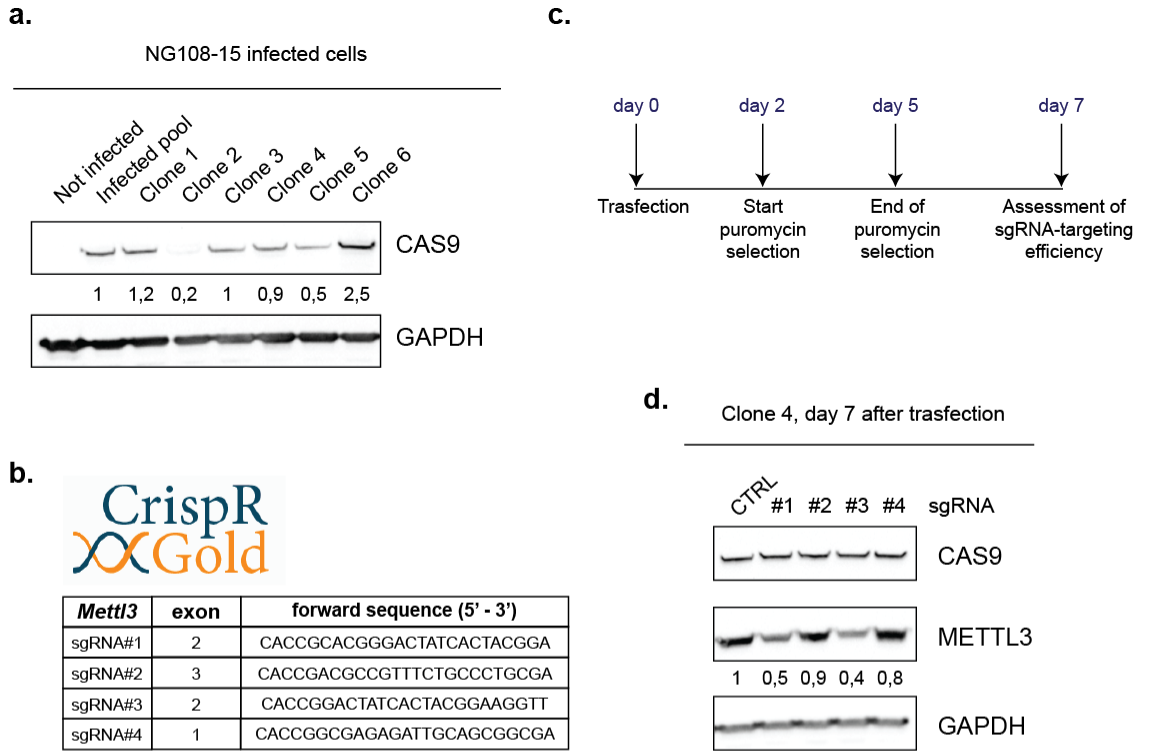 a.
NG108-15 infected cells
Not infected
Infected pool
Clone 1
Clone 2
Clone 3
Clone 4
Clone 5
Clone 6
CAS9
1 1,2 0,2 1 0,9 0,5 2,5
GAPDH
b.
CrispR
Gold
Mettl3 exon forward sequence (5' - 3')
sgRNA#1 2 CACCGCACGGGACTATCACTACGGA
sgRNA#2 3 CACCGACGCCGTTTCTGCCCTGCGA
sgRNA#3 2 CACCGGACTATCACTACGGAAGGTT
sgRNA#4 1 CACCGGCGAGAGATTGCAGCGGCGA
c.
day 0 day 2 day 5 day 7
Trasfection
Start
puromycin
selection
End of
puromycin
selection
Assessment of
sgRNA-targeting
efficiency
d.
Clone 4, day 7 after trasfection
CTRL #1 #2 #3 #4 sgRNA
CAS9
METTL3
1 0,5 0,9 0,4 0,8
GAPDH